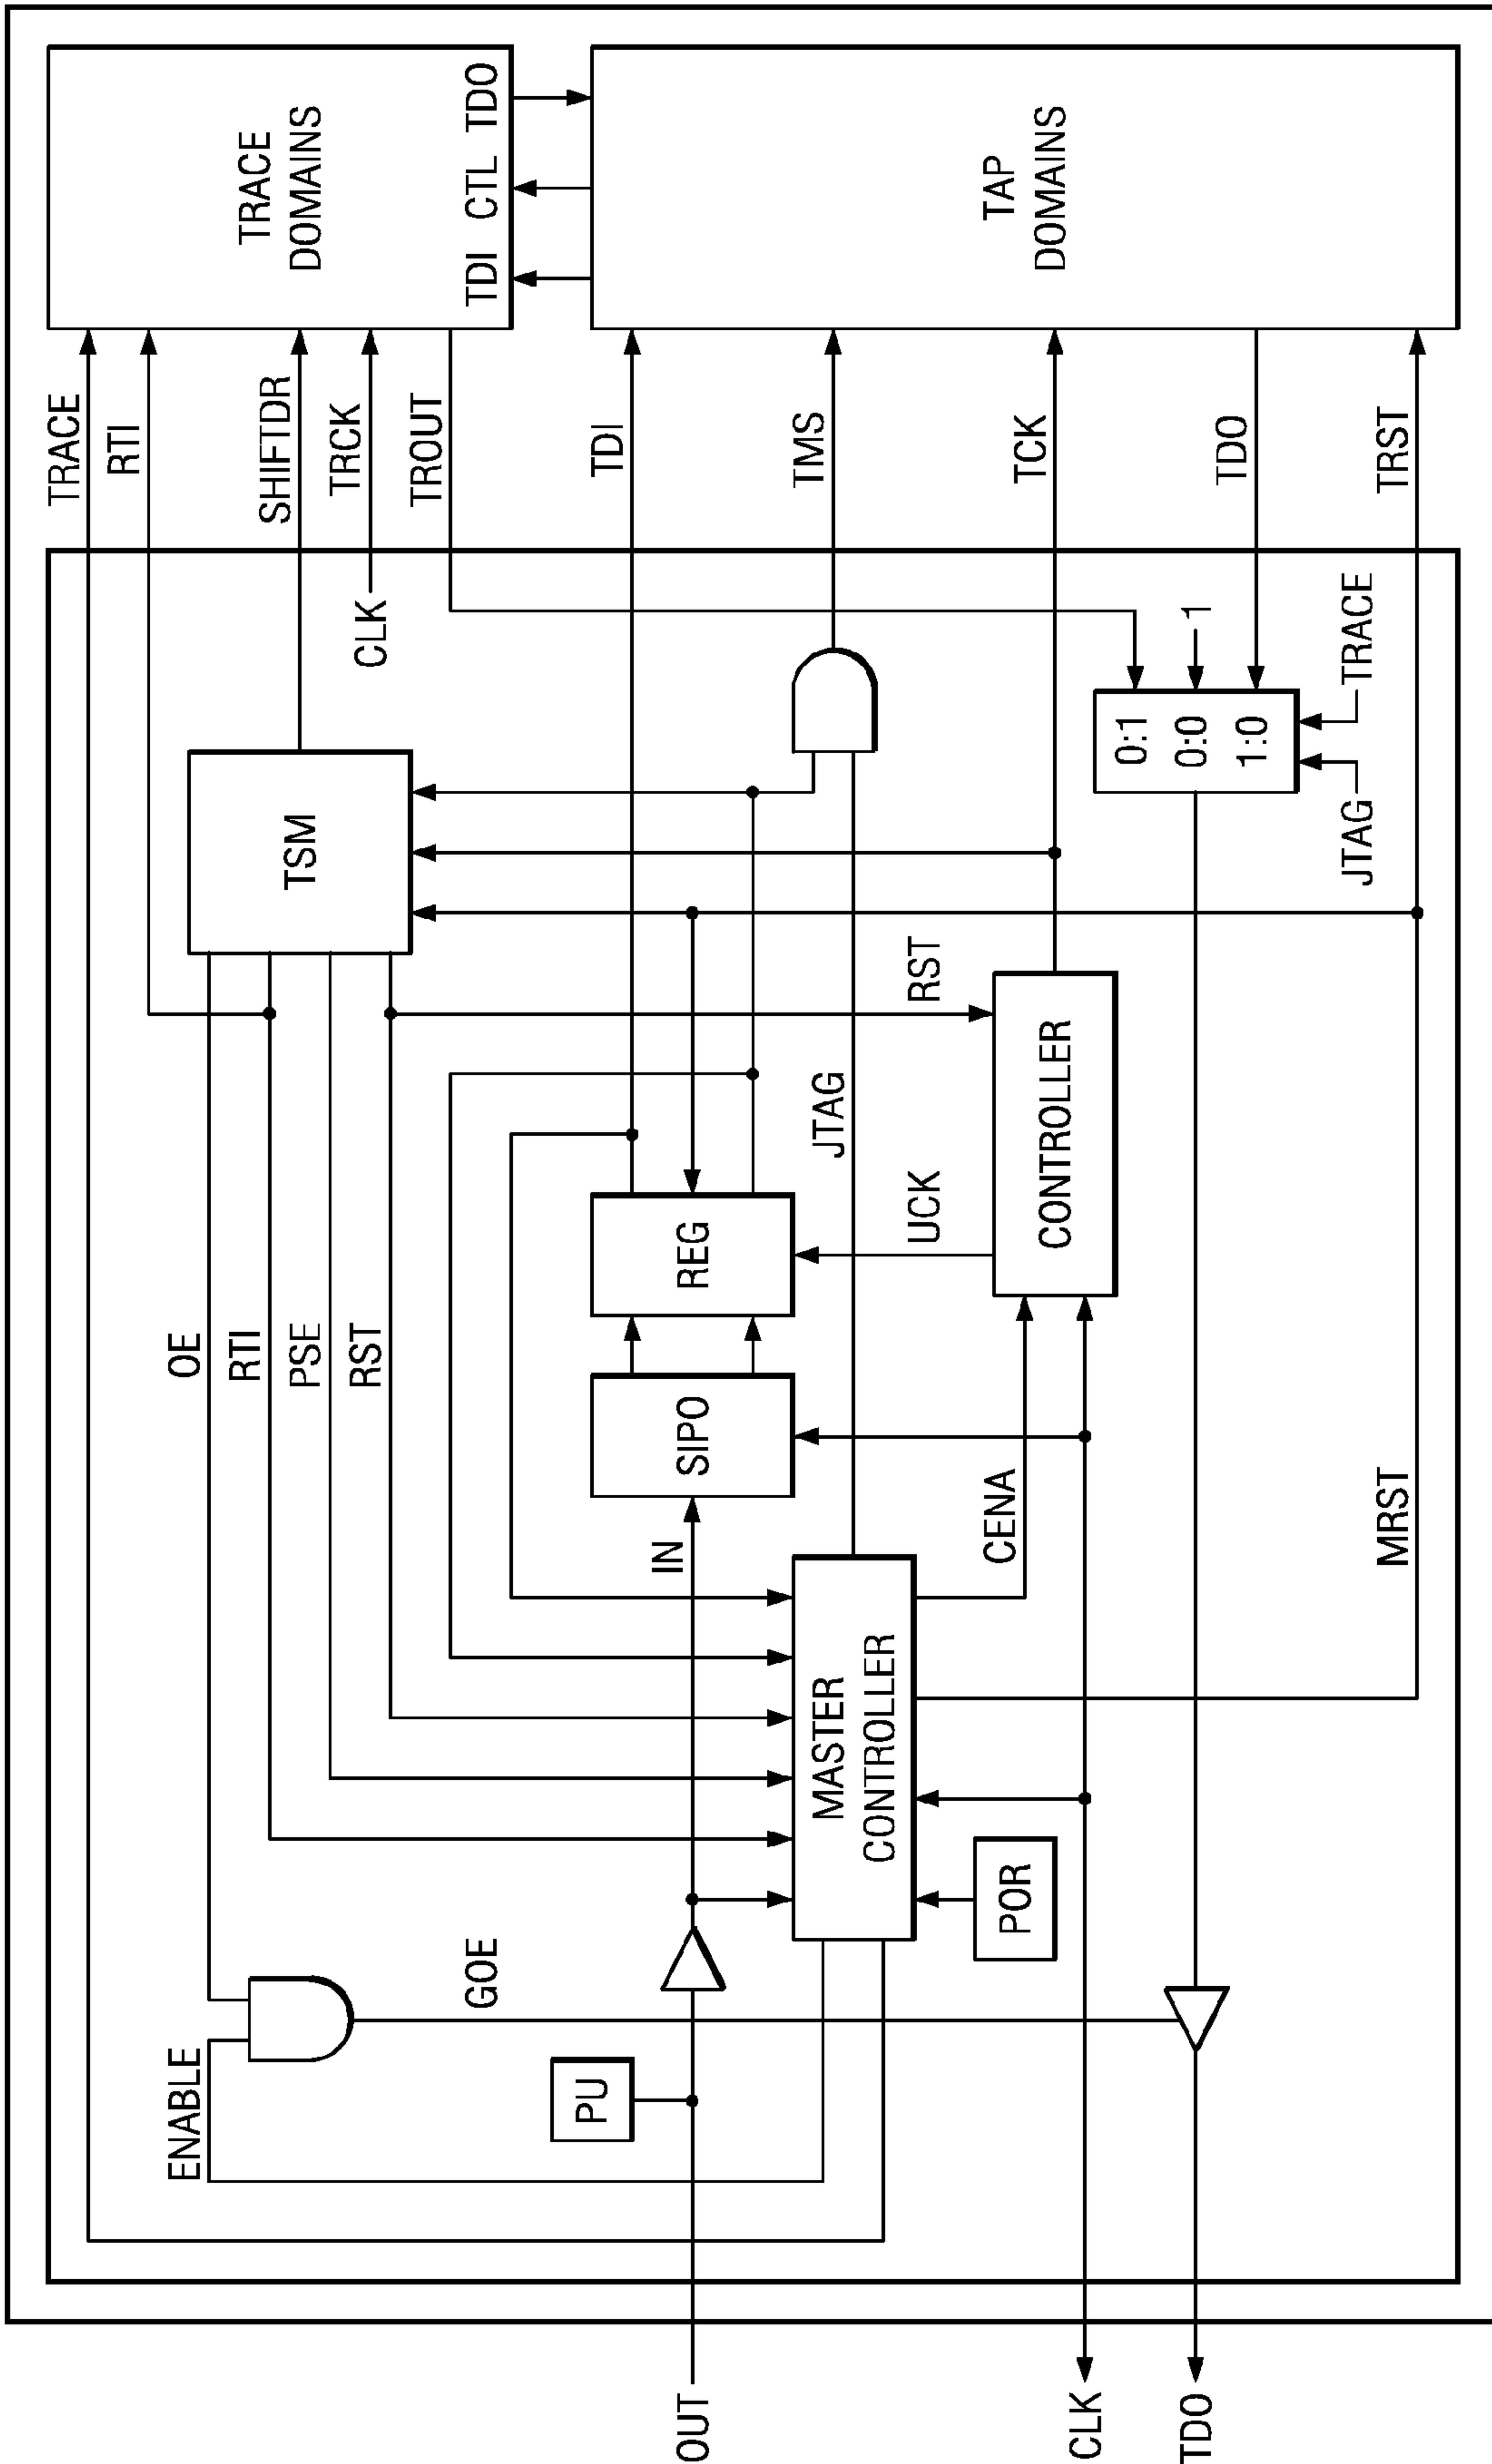 TRACE
DOMAINS
TDI CTL TDO
TAP
DOMAINS
TRACE
RTI
SHIFTDR
TRCK
TROUT
TDI
TMS
TCK
TDO
TRST
CLK
TSM
1
0:1
0:0
1:0
JTAG
TRACE
RST
JTAG
UCK
CONTROLLER
REG
SIPO
IN
CENA
MRST
OE
RTI
PSE
RST
MASTER
CONTROLLER
POR
GOE
ENABLE
PU
OUT
CLK
TDO